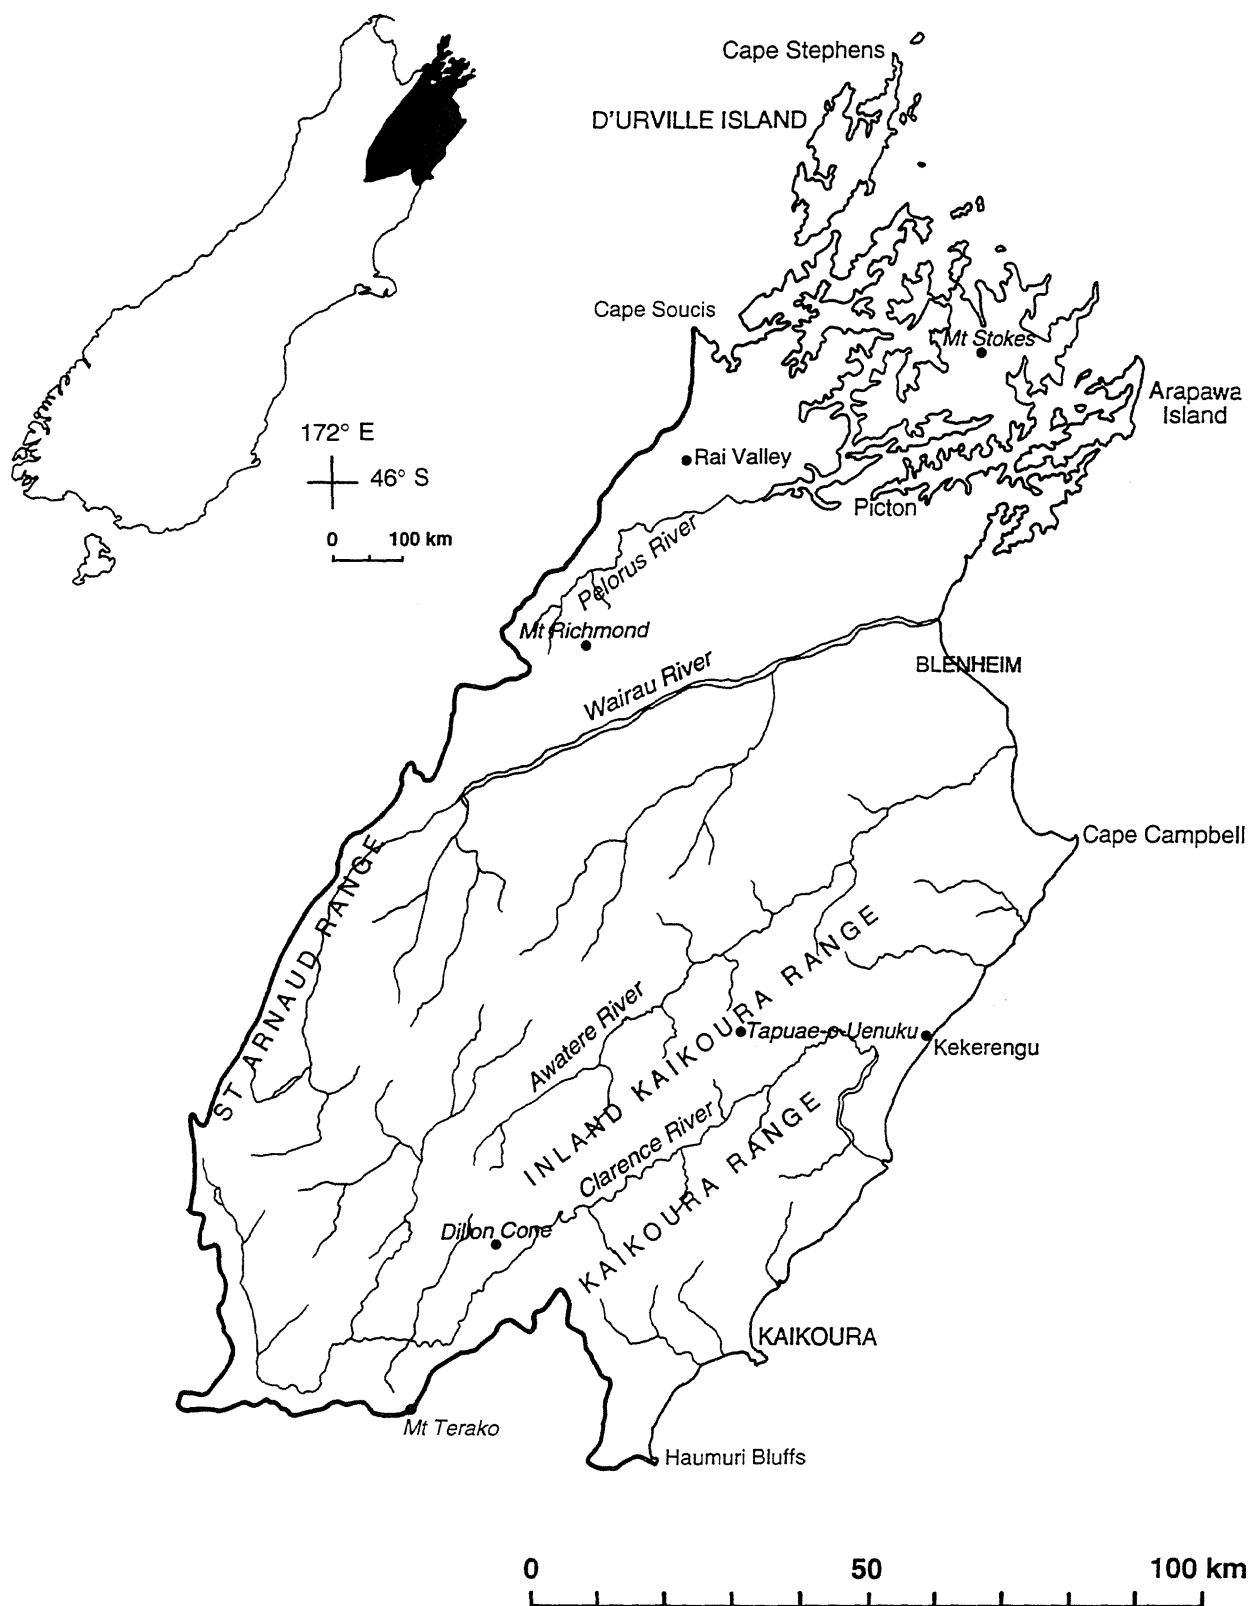 Cape Stephens
D'URVILLE ISLAND
Cape Soucis
Mt Stokes
Arapawa
Island
172° E
46° S
0 100 km
Rai Valley
Picton
Pelorus River
Mt Richmond
Wairau River
BLENHEIM
Cape Campbell
ST ARNAUD RANGE
Awatere River
INLAND KAIKOURA RANGE
Tapuae-o-Uenuku
Kekerengu
Clarence River
KAIKOURA RANGE
Dillon Cone
KAIKOURA
Mt Terako
Haumuri Bluffs
0 50 100 km